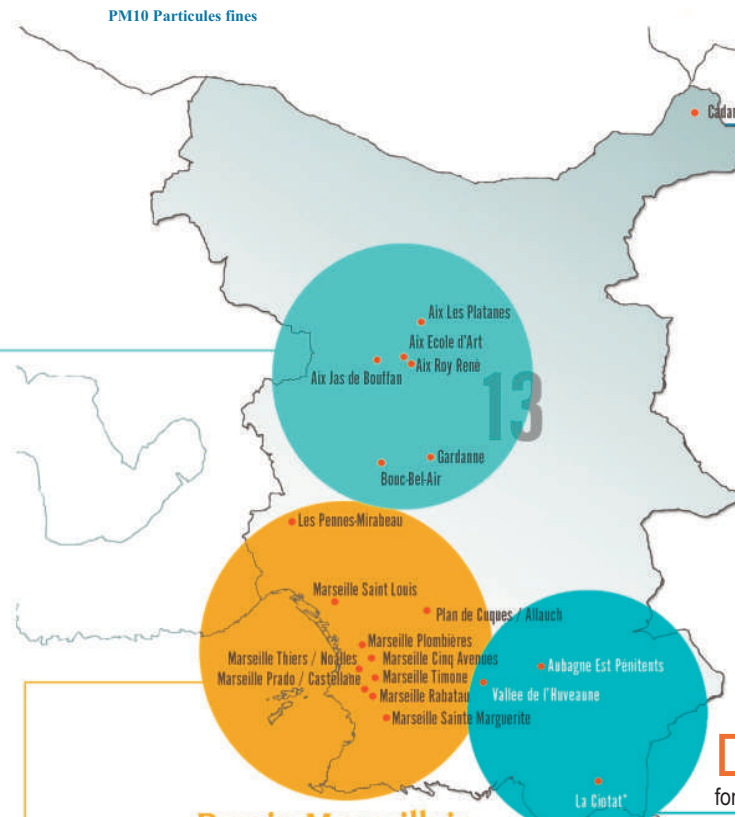 PM10 Particules fines
Aix Les Platanes
Aix Ecole d'Art
Aix Roy Renè
Aix Jas de Bouffan
13
Gardanne
Bouc-Bel-Air
Les Pennes-Mirabeau
Marseille Saint Louis
Plan de Cuques / Allauch
Marseille Plombières
Marseille Thiers / Noailles
Marseille Cinq Avenues
Marseille Prado / Castellane
Marseille Timone
Marseille Rabatau
Marseille Sainte Marguerite
Aubagne Est Pénitents
Vallee de l'Huveaune
La Ciotat*